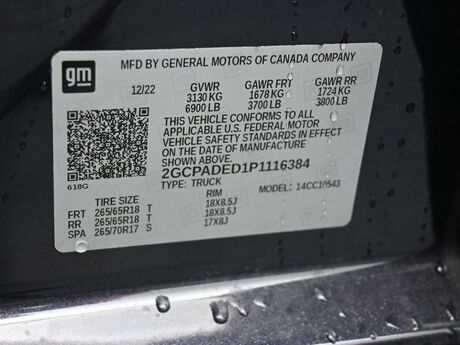 gm
MFD BY GENERAL MOTORS OF CANADA COMPANY
12/22 GVWR GAWR FRT GAWR RR
3130 KG 1678 KG 1724 KG
6900 LB 3700 LB 3800 LB
THIS VEHICLE CONFORMS TO ALL
APPLICABLE U.S. FEDERAL MOTOR
VEHICLE SAFETY STANDARDS IN EFFECT
ON THE DATE OF MANUFACTURE
SHOWN ABOVE.
2GCPADED1P1116384
618G TYPE: TRUCK MODEL: 14CC10543
TIRE SIZE RIM
FRT 265/65R18 T 18X8.5J
RR 265/65R18 T 18X8.5J
SPA 265/70R17 S 17X8J